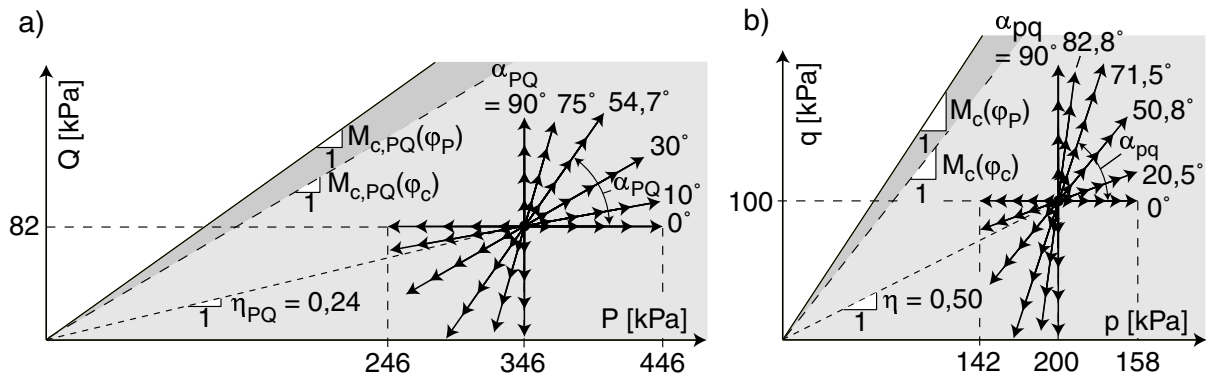 a)
Q [kPa]
82
α_PQ
= 90° 75° 54,7°
30°
α_PQ
10°
0°
M_c,PQ(φ_P)
1
M_c,PQ(φ_c)
1
η_PQ = 0,24
1
P [kPa]
246 346 446
b)
q [kPa]
100
α_pq
= 90°
82,8°
71,5°
50,8°
α_pq
20,5°
0°
M_c(φ_P)
1
M_c(φ_c)
1
η = 0,50
1
p [kPa]
142 200 158